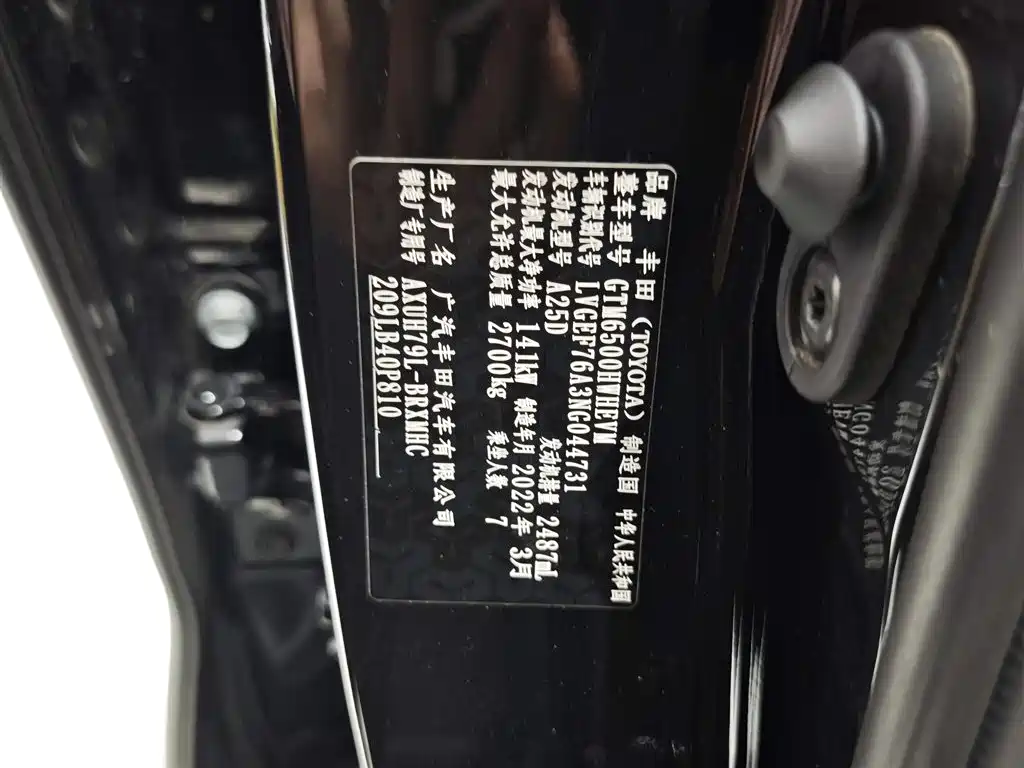 品牌 丰田(TOYOTA) 制造国 中华人民共和国
整车型号 GTM6500HWHEVM
车辆识别代号 LVGEF76A3NG044731
发动机型号 A25D 发动机排量 2487mL
发动机最大净功率 141kW 制造年月 2022年 3月
最大允许总质量 2700kg 乘坐人数 7
生产厂名 广汽丰田汽车有限公司
制造厂专用号 AXUH79L-BRXMHC
209LB40P810